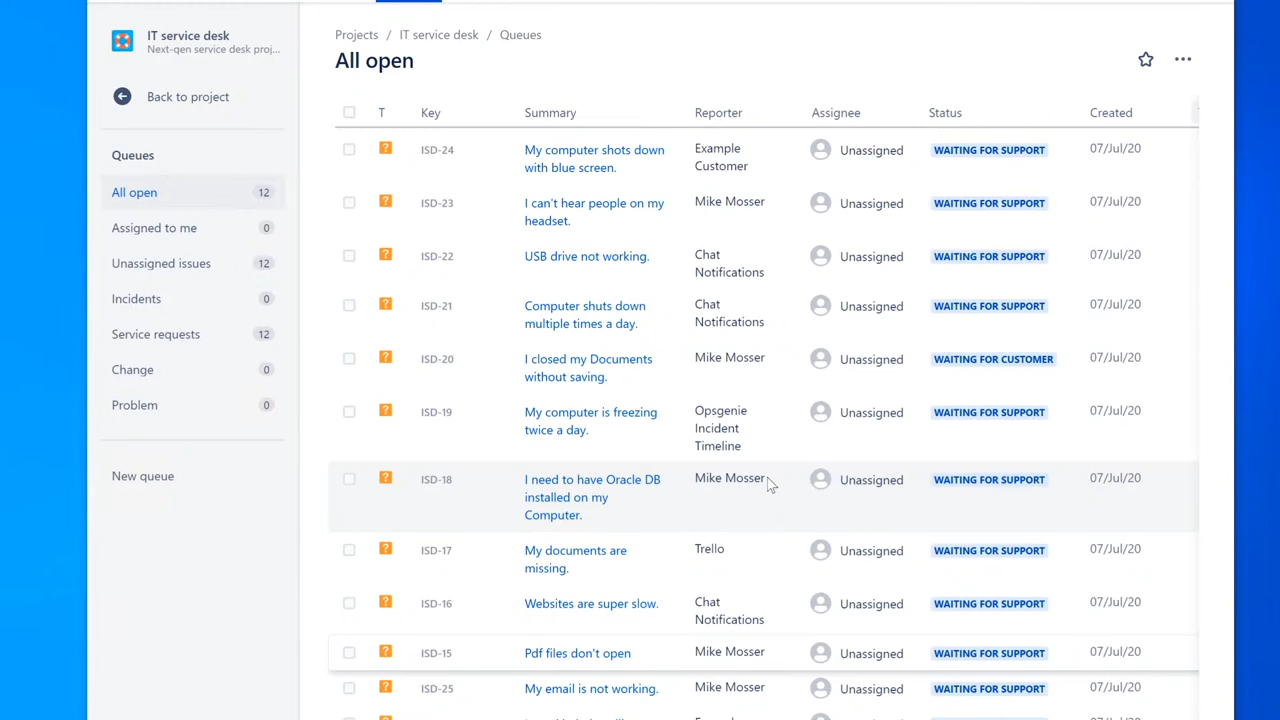 IT service desk
Next-gen service desk proj...
Back to project
Queues
All open 12
Assigned to me 0
Unassigned issues 12
Incidents 0
Service requests 12
Change 0
Problem 0
New queue
Projects / IT service desk / Queues
All open
T Key Summary Reporter Assignee Status Created
ISD-24 My computer shots down Example Unassigned WAITING FOR SUPPORT 07/Jul/20
with blue screen. Customer
ISD-23 I can't hear people on my Mike Mosser Unassigned WAITING FOR SUPPORT 07/Jul/20
headset.
ISD-22 USB drive not working. Chat Unassigned WAITING FOR SUPPORT 07/Jul/20
Notifications
ISD-21 Computer shuts down Chat Unassigned WAITING FOR SUPPORT 07/Jul/20
multiple times a day. Notifications
ISD-20 I closed my Documents Mike Mosser Unassigned WAITING FOR CUSTOMER 07/Jul/20
without saving.
ISD-19 My computer is freezing Opsgenie Unassigned WAITING FOR SUPPORT 07/Jul/20
twice a day. Incident
Timeline
ISD-18 I need to have Oracle DB Mike Mosser Unassigned WAITING FOR SUPPORT 07/Jul/20
installed on my
Computer.
ISD-17 My documents are Trello Unassigned WAITING FOR SUPPORT 07/Jul/20
missing.
ISD-16 Websites are super slow. Chat Unassigned WAITING FOR SUPPORT 07/Jul/20
Notifications
ISD-15 Pdf files don't open Mike Mosser Unassigned WAITING FOR SUPPORT 07/Jul/20
ISD-25 My email is not working. Mike Mosser Unassigned WAITING FOR SUPPORT 07/Jul/20